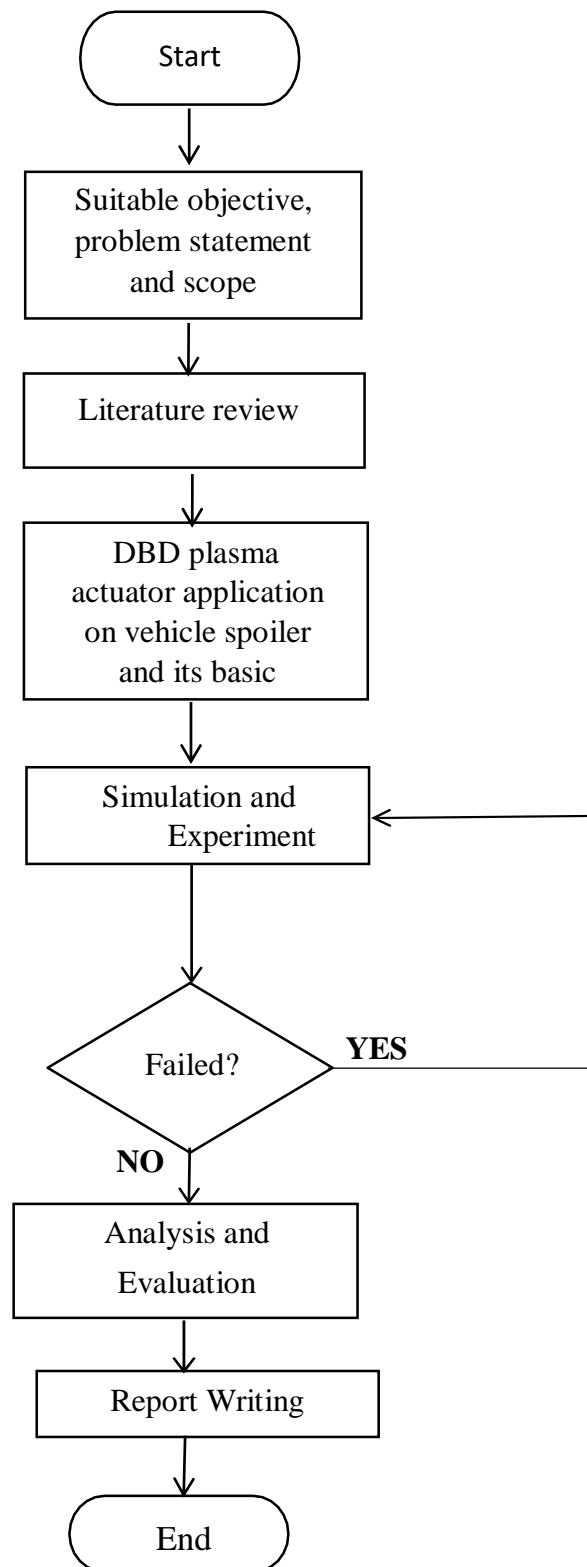 Start
Suitable objective,
problem statement
and scope
Literature review
DBD plasma
actuator application
on vehicle spoiler
and its basic
Simulation and
Experiment
Failed?
YES
NO
Analysis and
Evaluation
Report Writing
End